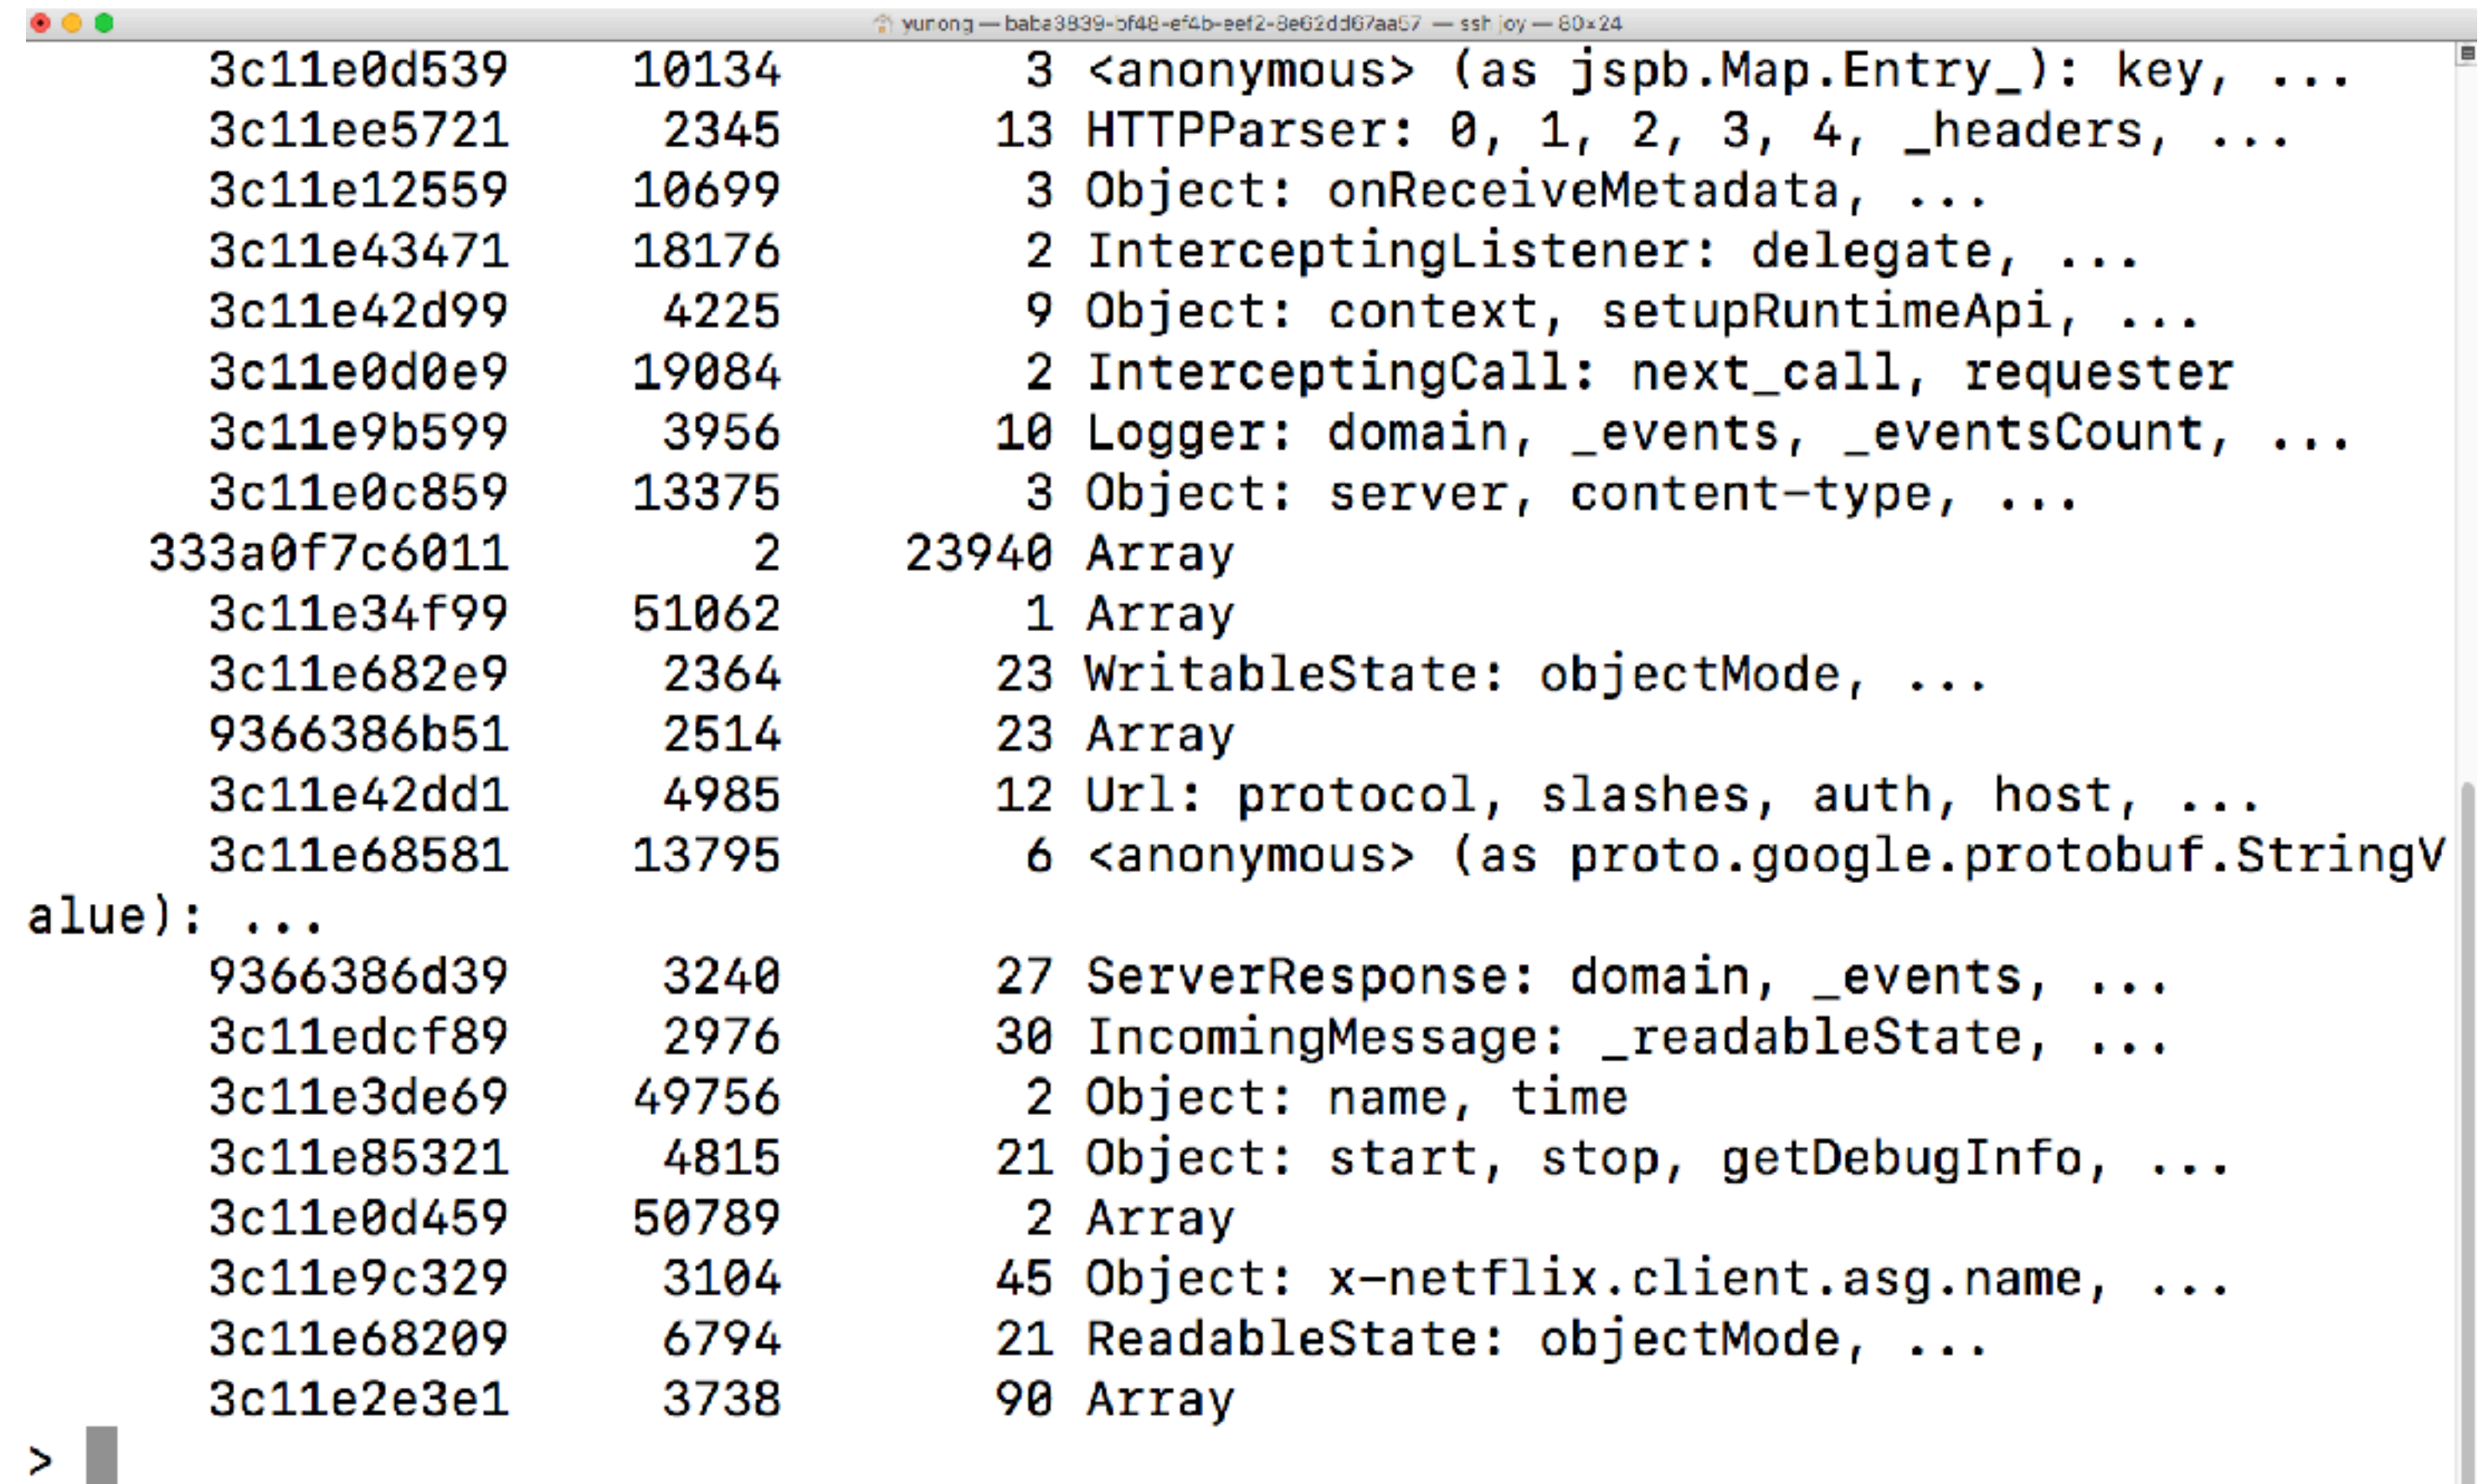 yunong — baba3839-bf48-ef4b-eef2-8e62dd67aa57 — ssh joy — 80×24
3c11e0d539 10134 3 <anonymous> (as jspb.Map.Entry_): key, ...
3c11ee5721 2345 13 HTTPParser: 0, 1, 2, 3, 4, _headers, ...
3c11e12559 10699 3 Object: onReceiveMetadata, ...
3c11e43471 18176 2 InterceptingListener: delegate, ...
3c11e42d99 4225 9 Object: context, setupRuntimeApi, ...
3c11e0d0e9 19084 2 InterceptingCall: next_call, requester
3c11e9b599 3956 10 Logger: domain, _events, _eventsCount, ...
3c11e0c859 13375 3 Object: server, content-type, ...
333a0f7c6011 2 23940 Array
3c11e34f99 51062 1 Array
3c11e682e9 2364 23 WritableState: objectMode, ...
9366386b51 2514 23 Array
3c11e42dd1 4985 12 Url: protocol, slashes, auth, host, ...
3c11e68581 13795 6 <anonymous> (as proto.google.protobuf.StringV
alue): ...
9366386d39 3240 27 ServerResponse: domain, _events, ...
3c11edcf89 2976 30 IncomingMessage: _readableState, ...
3c11e3de69 49756 2 Object: name, time
3c11e85321 4815 21 Object: start, stop, getDebugInfo, ...
3c11e0d459 50789 2 Array
3c11e9c329 3104 45 Object: x-netflix.client.asg.name, ...
3c11e68209 6794 21 ReadableState: objectMode, ...
3c11e2e3e1 3738 90 Array
>